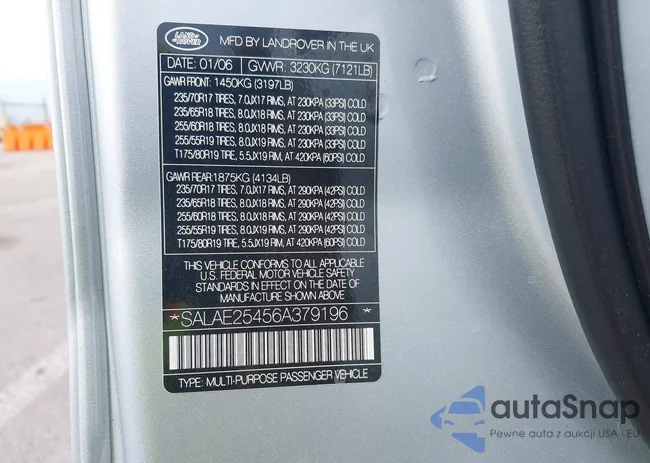 LAND ROVER
MFD BY LANDROVER IN THE UK
DATE: 01/06 GVWR: 3230KG (7121LB)
GAWR FRONT: 1450KG (3197LB)
235/70R17 TIRES, 7.0JX17 RIMS, AT 230KPA (33PSI) COLD
235/65R18 TIRES, 8.0JX18 RIMS, AT 230KPA (33PSI) COLD
255/60R18 TIRES, 8.0JX18 RIMS, AT 230KPA (33PSI) COLD
255/55R19 TIRES, 8.0JX19 RIMS, AT 230KPA (33PSI) COLD
T175/80R19 TIRE, 5.5JX19 RIM, AT 420KPA (60PSI) COLD
GAWR REAR: 1875KG (4134LB)
235/70R17 TIRES, 7.0JX17 RIMS, AT 290KPA (42PSI) COLD
235/65R18 TIRES, 8.0JX18 RIMS, AT 290KPA (42PSI) COLD
255/60R18 TIRES, 8.0JX18 RIMS, AT 290KPA (42PSI) COLD
255/55R19 TIRES, 8.0JX19 RIMS, AT 290KPA (42PSI) COLD
T175/80R19 TIRE, 5.5JX19 RIM, AT 420KPA (60PSI) COLD
THIS VEHICLE CONFORMS TO ALL APPLICABLE
U.S. FEDERAL MOTOR VEHICLE SAFETY
STANDARDS IN EFFECT ON THE DATE OF
MANUFACTURE SHOWN ABOVE
* SALAE25456A379196 *
TYPE: MULTI-PURPOSE PASSENGER VEHICLE
autaSnap
Pewne auta z aukcji USA i EU